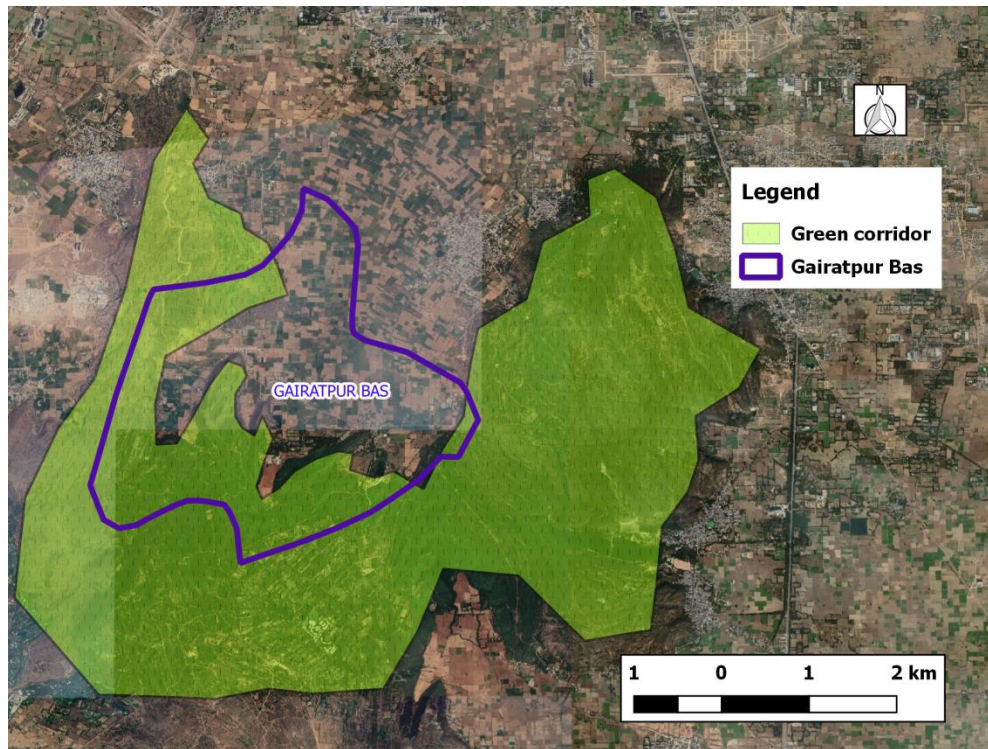 N
Legend
Green corridor
Gairatpur Bas
GAIRATPUR BAS
1 0 1 2 km